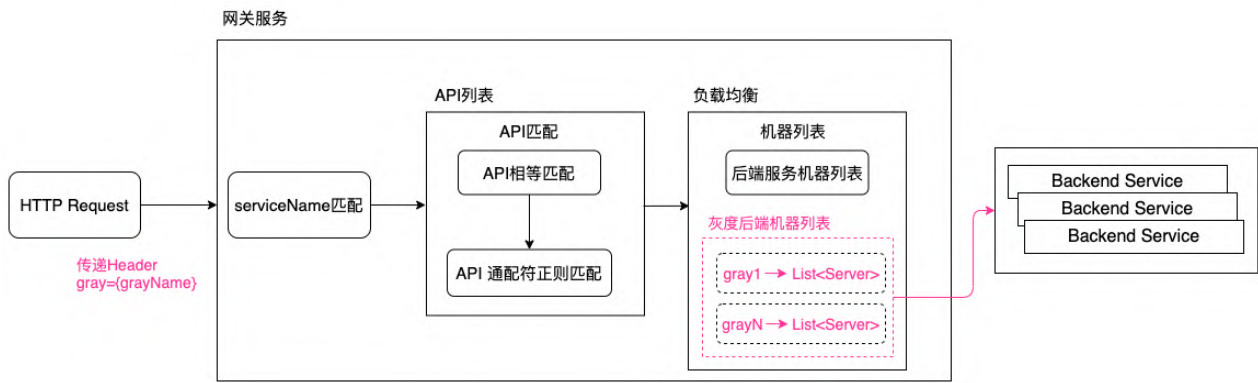 网关服务
HTTP Request
传递Header
gray={grayName}
serviceName匹配
API列表
API匹配
API相等匹配
API 通配符正则匹配
负载均衡
机器列表
后端服务机器列表
灰度后端机器列表
gray1 → List<Server>
grayN → List<Server>
Backend Service
Backend Service
Backend Service